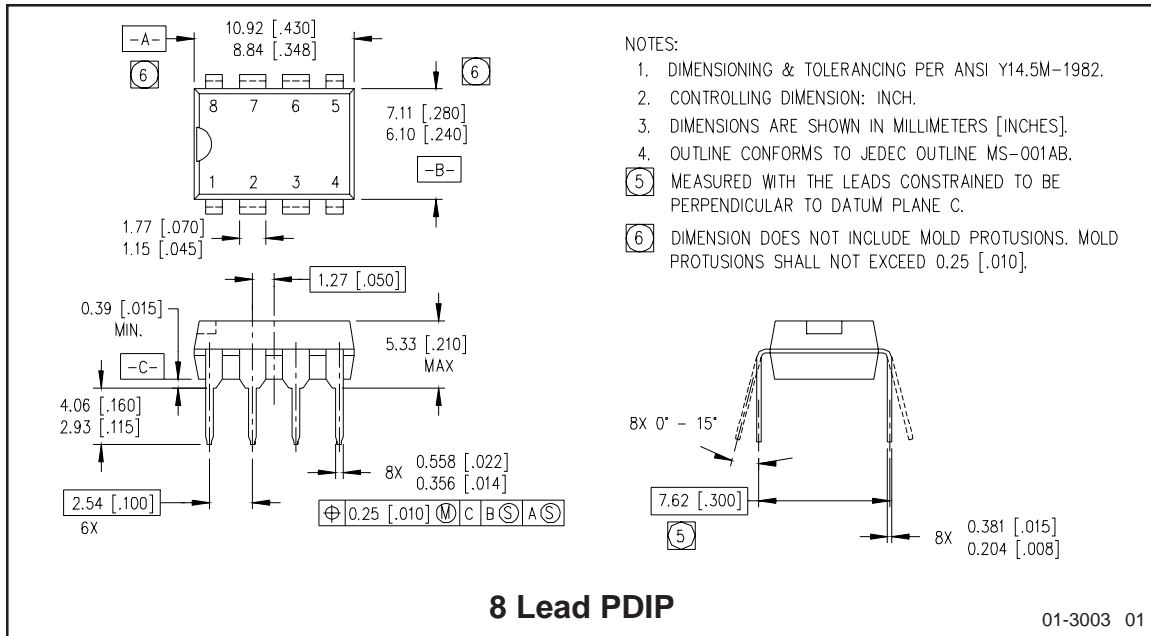 -A-
10.92 [.430]
8.84 [.348]
6
6
8 7 6 5
7.11 [.280]
6.10 [.240]
-B-
1 2 3 4
1.77 [.070]
1.15 [.045]
1.27 [.050]
0.39 [.015]
MIN.
5.33 [.210]
MAX
-C-
4.06 [.160]
2.93 [.115]
8X 0.558 [.022]
0.356 [.014]
2.54 [.100]
6X
⌖ 0.25 [.010] Ⓜ C B Ⓢ A Ⓢ
NOTES:
1. DIMENSIONING & TOLERANCING PER ANSI Y14.5M-1982.
2. CONTROLLING DIMENSION: INCH.
3. DIMENSIONS ARE SHOWN IN MILLIMETERS [INCHES].
4. OUTLINE CONFORMS TO JEDEC OUTLINE MS-001AB.
5 MEASURED WITH THE LEADS CONSTRAINED TO BE
PERPENDICULAR TO DATUM PLANE C.
6 DIMENSION DOES NOT INCLUDE MOLD PROTUSIONS. MOLD
PROTUSIONS SHALL NOT EXCEED 0.25 [.010].
8X 0° - 15°
7.62 [.300]
5
8X 0.381 [.015]
0.204 [.008]
8 Lead PDIP
01-3003 01